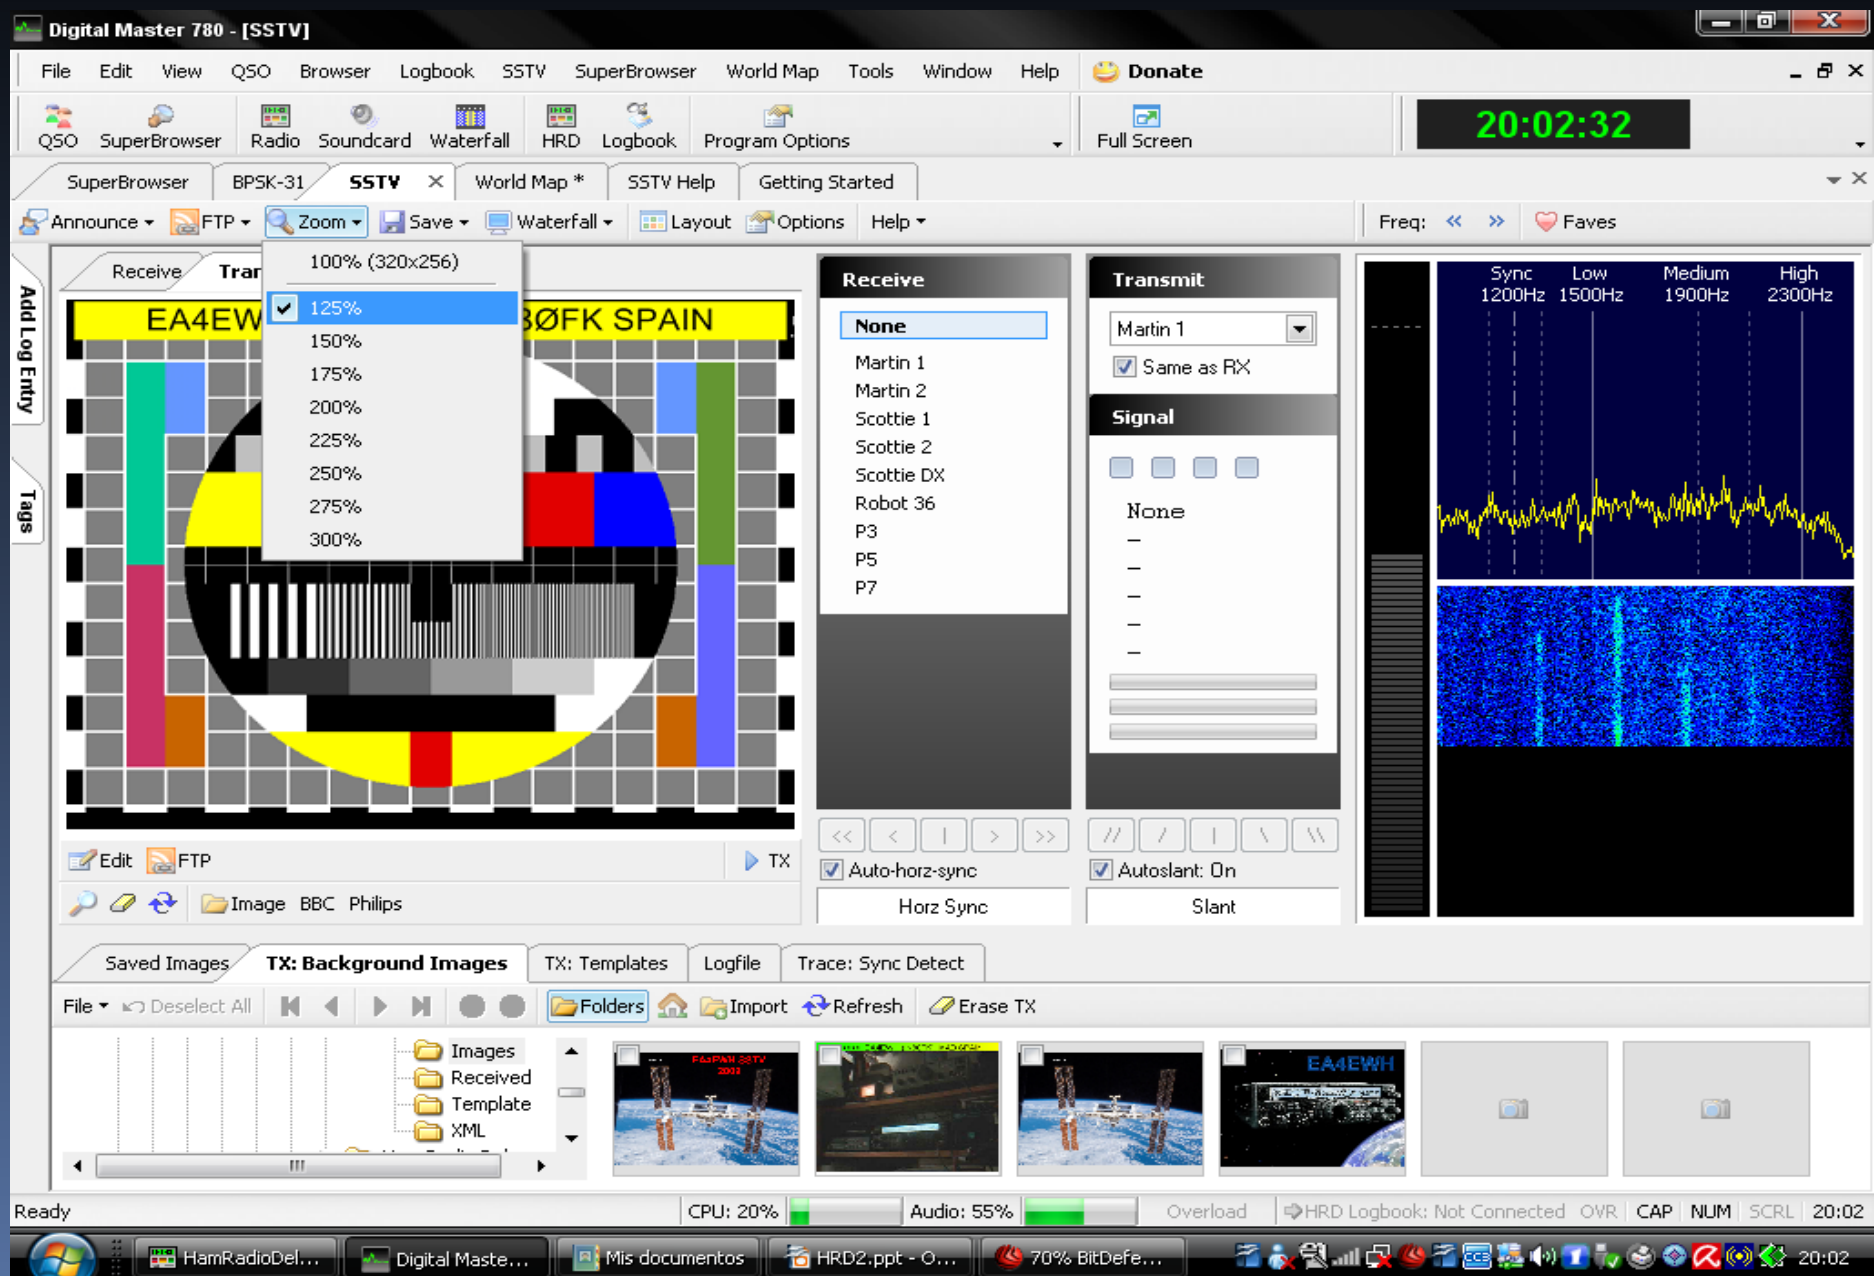 Digital Master 780 - [SSTV]
File Edit View QSO Browser Logbook SSTV SuperBrowser World Map Tools Window Help Donate
QSO SuperBrowser Radio Soundcard Waterfall HRD Logbook Program Options Full Screen 20:02:32
SuperBrowser BPSK-31 SSTV World Map * SSTV Help Getting Started
Announce FTP Zoom Save Waterfall Layout Options Help Freq: << >> Faves
Add Log Entry
Tags
Receive Tran
100% (320x256)
125%
150%
175%
200%
225%
250%
275%
300%
EA4EW BØFK SPAIN
Receive
None
Martin 1
Martin 2
Scottie 1
Scottie 2
Scottie DX
Robot 36
P3
P5
P7
Transmit
Martin 1
Same as RX
Signal
None
–
–
–
–
–
Sync Low Medium High
1200Hz 1500Hz 1900Hz 2300Hz
<< < | > >>
// / | \ \\
Edit FTP TX
Auto-horz-sync
Autoslant: On
Image BBC Philips
Horz Sync
Slant
Saved Images TX: Background Images TX: Templates Logfile Trace: Sync Detect
File Deselect All Folders Import Refresh Erase TX
Images
Received
Template
XML
2003
EA4EWH
Ready CPU: 20% Audio: 55% Overload HRD Logbook: Not Connected OVR CAP NUM SCRL 20:02
HamRadioDel... Digital Maste... Mis documentos HRD2.ppt - O... 70% BitDefe... 20:02